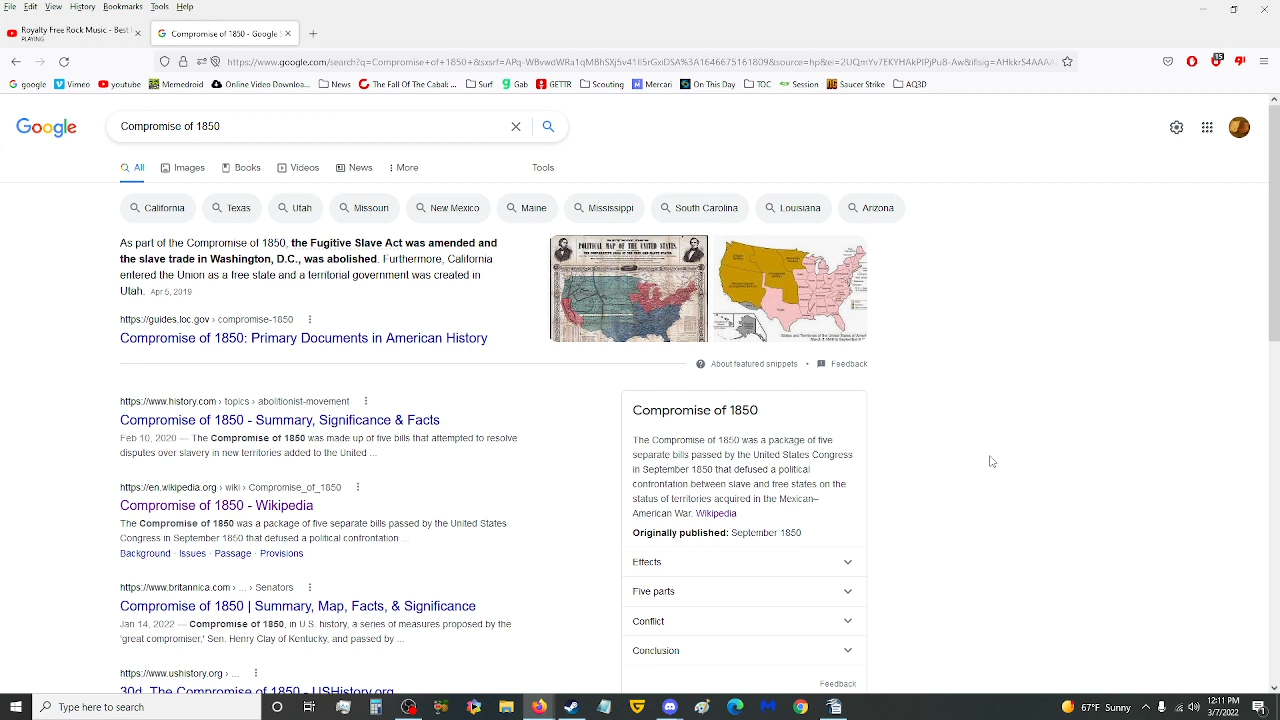 File Edit View History Bookmarks Tools Help
Royalty Free Rock Music - Best
PLAYING
Compromise of 1850 - Google
google Vimeo youtube Memedroid Online Video Downloa... News The Fall Of The Cabal: ... Surf Gab GETTR Scouting Mercari On This Day TOC Session Saucer Strike AQ3D
Google
Compromise of 1850
All Images Books Videos News More Tools
California Texas Utah Missouri New Mexico Maine Mississippi South Carolina Louisiana Arizona
As part of the Compromise of 1850, the Fugitive Slave Act was amended and
the slave trade in Washington, D.C., was abolished. Furthermore, California
entered the Union as a free state and a territorial government was created in
Utah. 2019
https://guides.loc.gov › compromise-1850
Compromise of 1850: Primary Documents in American History
POLITICAL MAP OF THE UNITED STATES.
About featured snippets • Feedback
https://www.history.com › topics › abolitionist-movement
Compromise of 1850 - Summary, Significance & Facts
Feb 10, 2020 — The Compromise of 1850 was made up of five bills that attempted to resolve
disputes over slavery in new territories added to the United ...
https://en.wikipedia.org › wiki › Compromise_of_1850
Compromise of 1850 - Wikipedia
The Compromise of 1850 was a package of five separate bills passed by the United States
Congress in September 1850 that defused a political confrontation ...
Background · Issues · Passage · Provisions
https://www.britannica.com › ... › Senators
Compromise of 1850 | Summary, Map, Facts, & Significance
Jan 14, 2022 — Compromise of 1850, in U.S. history, a series of measures proposed by the
'great compromiser,' Sen. Henry Clay of Kentucky, and passed by ...
https://www.ushistory.org › ...
30d. The Compromise of 1850 - USHistory.org
Compromise of 1850
The Compromise of 1850 was a package of five
separate bills passed by the United States Congress
in September 1850 that defused a political
confrontation between slave and free states on the
status of territories acquired in the Mexican–
American War. Wikipedia
Originally published: September 1850
Effects
Five parts
Conflict
Conclusion
Feedback
Type here to search
67°F Sunny
12:11 PM
3/7/2022